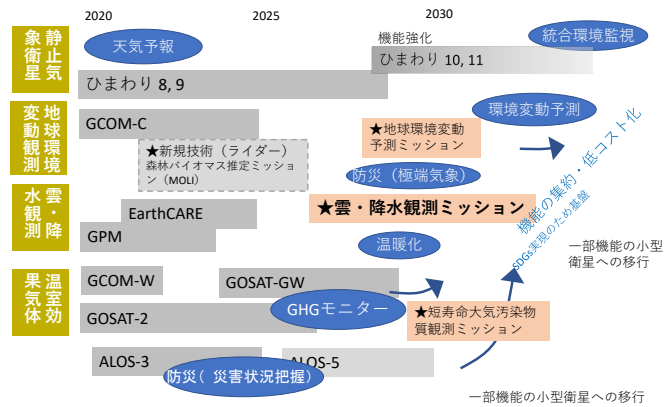 2020
2025
2030
静止気
象衛星
天気予報
統合環境監視
機能強化
ひまわり 10, 11
ひまわり 8, 9
地球環境
変動観測
GCOM-C
★新規技術（ライダー）
森林バイオマス推定ミッショ
ン（MOLI）
★地球環境変動
予測ミッション
環境変動予測
防災（極端気象）
雲・降
水観測
EarthCARE
GPM
★雲・降水観測ミッション
温暖化
機能の集約・低コスト化
SDGs実現のため基盤
一部機能の小型
衛星への移行
温室効
果気体
GCOM-W
GOSAT-GW
GHGモニター
GOSAT-2
★短寿命大気汚染物
質観測ミッション
ALOS-3
ALOS-5
防災( 災害状況把握)
一部機能の小型衛星への移行